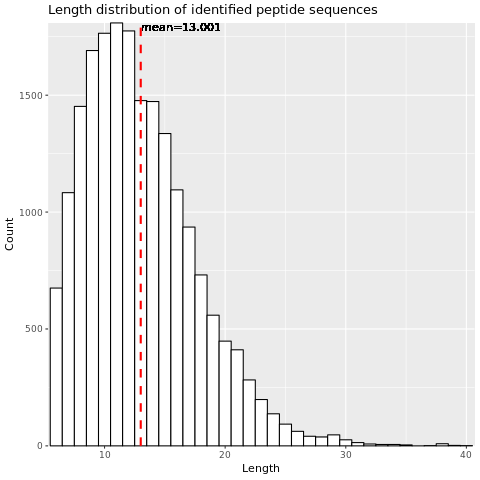 Length distribution of identified peptide sequences
mean=13.001
1500
1000
500
0
Count
10 20 30 40
Length